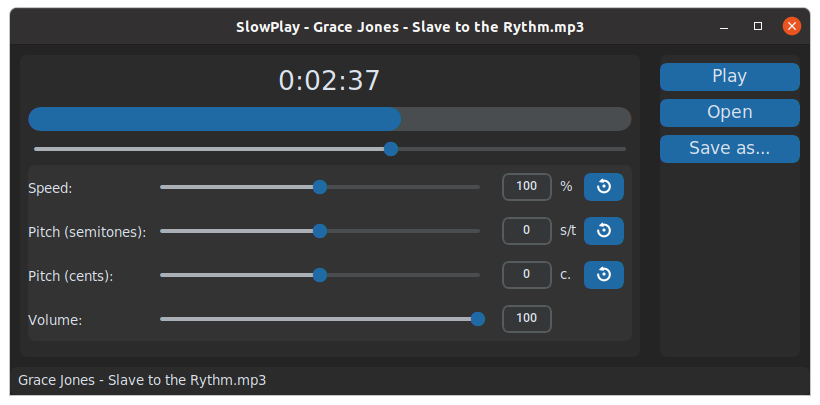 SlowPlay - Grace Jones - Slave to the Rythm.mp3
0:02:37
Play
Open
Save as...
Speed: 100 %
Pitch (semitones): 0 s/t
Pitch (cents): 0 c.
Volume: 100
Grace Jones - Slave to the Rythm.mp3